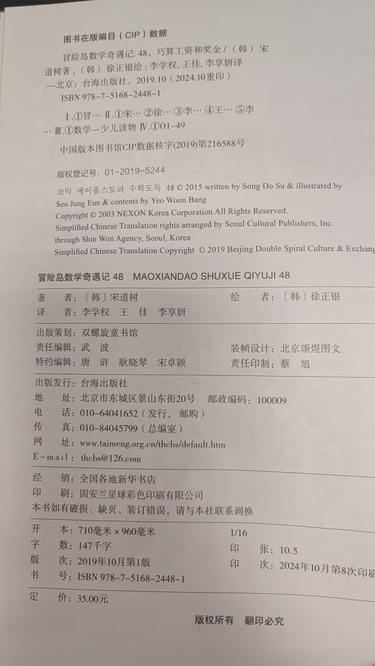 图书在版编目（CIP）数据
冒险岛数学奇遇记. 48, 巧算工资和奖金 /（韩）宋
道树著；（韩）徐正银绘；李学权，王佳，李享妍译
. —北京：台海出版社，2019.10（2024.10重印）
ISBN 978-7-5168-2448-1
Ⅰ.①冒… Ⅱ.①宋… ②徐… ③李… ④王… ⑤李
… Ⅲ.①数学－少儿读物 Ⅳ.①O1-49
中国版本图书馆CIP数据核字(2019)第216588号
版权登记号：01-2019-5244
코믹 메이플스토리 수학도둑 48 © 2015 written by Song Do Su & illustrated by
Seo Jung Eun & contents by Yeo Woon Bang
Copyright © 2003 NEXON Korea Corporation All Rights Reserved.
Simplified Chinese Translation rights arranged by Seoul Cultural Publishers, Inc.
through Shin Won Agency, Seoul, Korea
Simplified Chinese Translation Copyright © 2019 Beijing Double Spiral Culture & Exchang
冒险岛数学奇遇记 48 MAOXIANDAO SHUXUE QIYUJI 48
著 者：〔韩〕宋道树 绘 者：〔韩〕徐正银
译 者：李学权 王 佳 李享妍
出版策划：双螺旋童书馆
责任编辑：武 波 装帧设计：北京颂煜图文
特约编辑：唐 浒 耿晓琴 宋卓颖 责任印制：蔡 旭
出版发行：台海出版社
地 址：北京市东城区景山东街20号 邮政编码：100009
电 话：010-64041652（发行，邮购）
传 真：010-84045799（总编室）
网 址：www.taimeng.org.cn/thcbs/default.htm
E-mail：thcbs@126.com
经 销：全国各地新华书店
印 刷：固安兰星球彩色印刷有限公司
本书如有破损、缺页、装订错误，请与本社联系调换
开 本：710毫米×960毫米 1/16
字 数：147千字 印 张：10.5
版 次：2019年10月第1版 印 次：2024年10月第8次印刷
书 号：ISBN 978-7-5168-2448-1
定 价：35.00元
版权所有 翻印必究